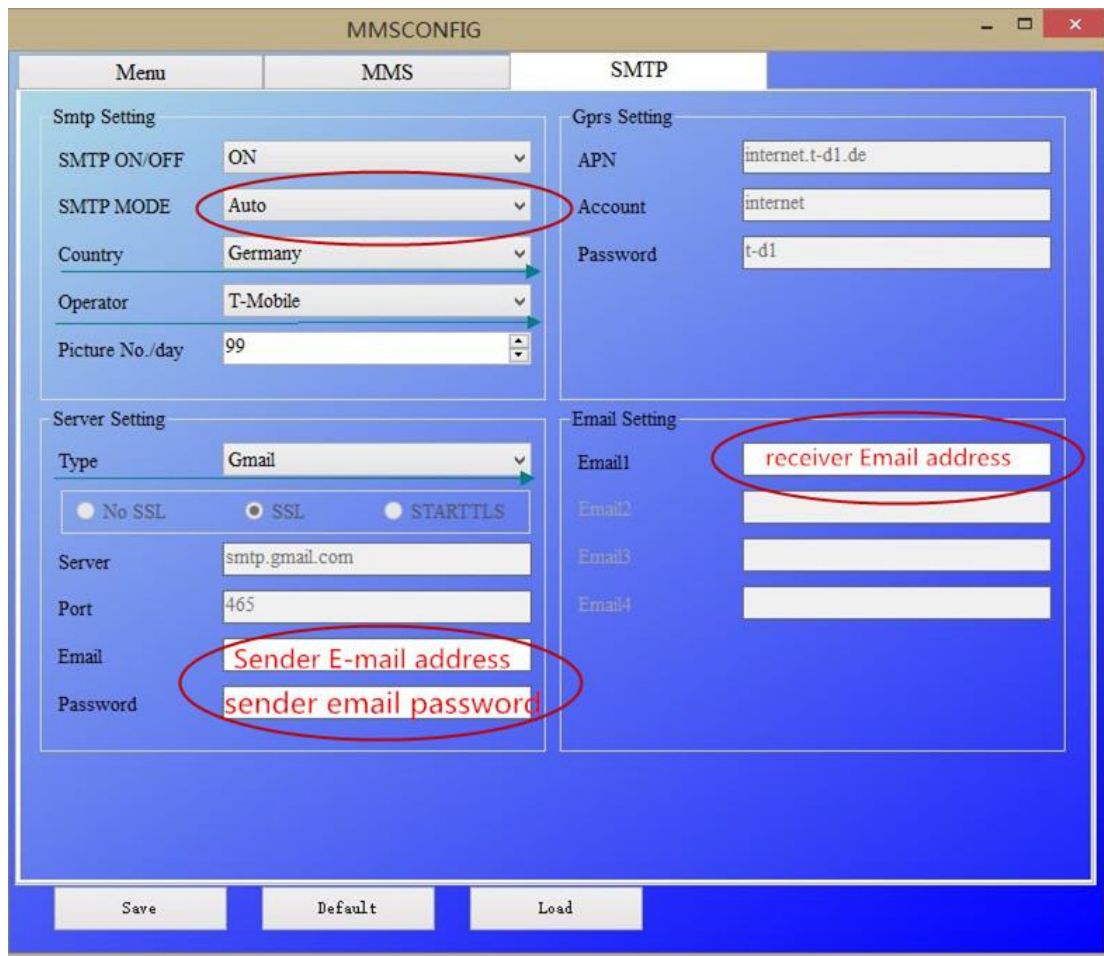 MMSCONFIG
Menu MMS SMTP
Smtp Setting
SMTP ON/OFF ON
SMTP MODE Auto
Country Germany
Operator T-Mobile
Picture No./day 99
Gprs Setting
APN internet.t-d1.de
Account internet
Password t-d1
Server Setting
Type Gmail
No SSL SSL STARTTLS
Server smtp.gmail.com
Port 465
Email Sender E-mail address
Password sender email password
Email Setting
Email1 receiver Email address
Email2
Email3
Email4
Save Default Load